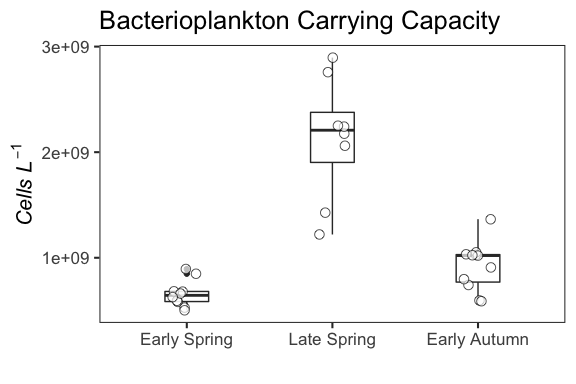 Bacterioplankton Carrying Capacity
Cells L⁻¹
3e+09
2e+09
1e+09
Early Spring Late Spring Early Autumn